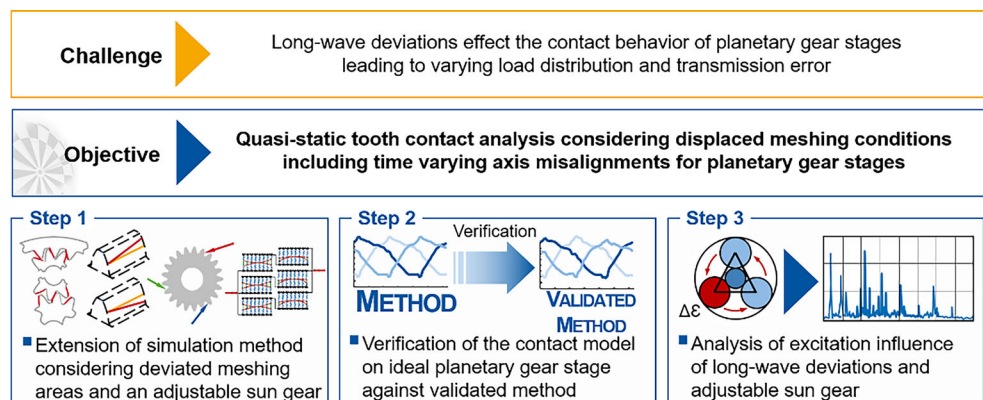 Challenge
Long-wave deviations effect the contact behavior of planetary gear stages
leading to varying load distribution and transmission error
Objective
Quasi-static tooth contact analysis considering displaced meshing conditions
including time varying axis misalignments for planetary gear stages
Step 1
Extension of simulation method
considering deviated meshing
areas and an adjustable sun gear
Step 2
Verification
METHOD
VALIDATED
METHOD
Verification of the contact model
on ideal planetary gear stage
against validated method
Step 3
Δε
Analysis of excitation influence
of long-wave deviations and
adjustable sun gear